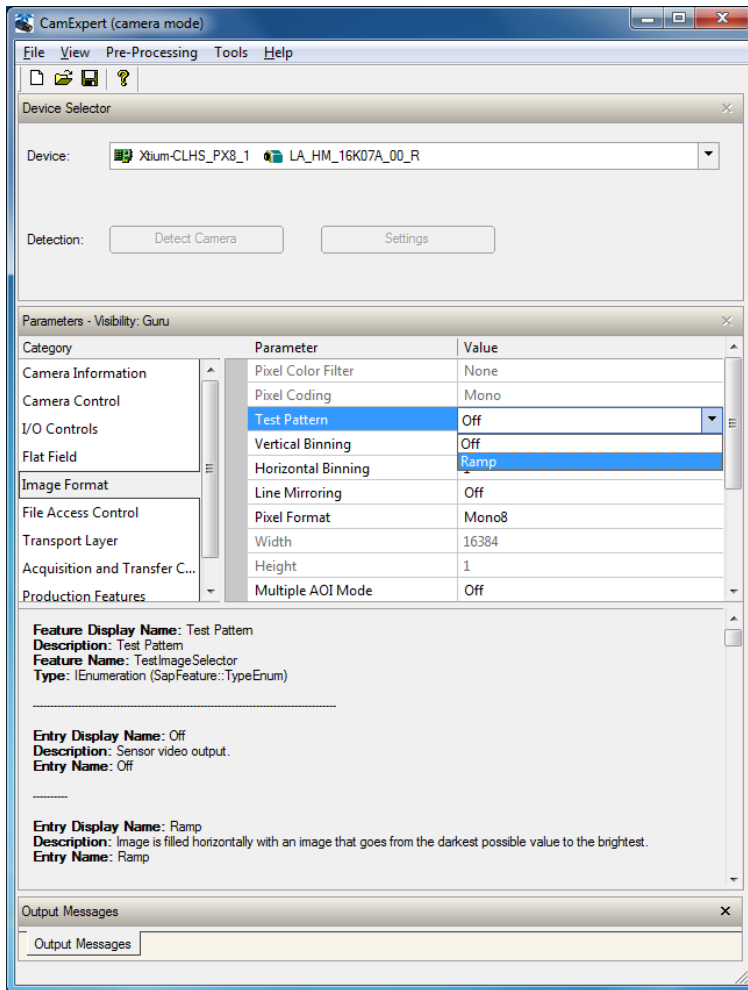 CamExpert (camera mode)
File View Pre-Processing Tools Help
Device Selector
Device: Xtium-CLHS_PX8_1 LA_HM_16K07A_00_R
Detection: Detect Camera Settings
Parameters - Visibility: Guru
Category Parameter Value
Camera Information
Camera Control
I/O Controls
Flat Field
Image Format
File Access Control
Transport Layer
Acquisition and Transfer C...
Production Features
Pixel Color Filter None
Pixel Coding Mono
Test Pattern Off
Vertical Binning Off
Horizontal Binning Ramp
Line Mirroring Off
Pixel Format Mono8
Width 16384
Height 1
Multiple AOI Mode Off
Feature Display Name: Test Pattern
Description: Test Pattern
Feature Name: TestImageSelector
Type: IEnumeration (SapFeature::TypeEnum)
Entry Display Name: Off
Description: Sensor video output.
Entry Name: Off
Entry Display Name: Ramp
Description: Image is filled horizontally with an image that goes from the darkest possible value to the brightest.
Entry Name: Ramp
Output Messages
Output Messages